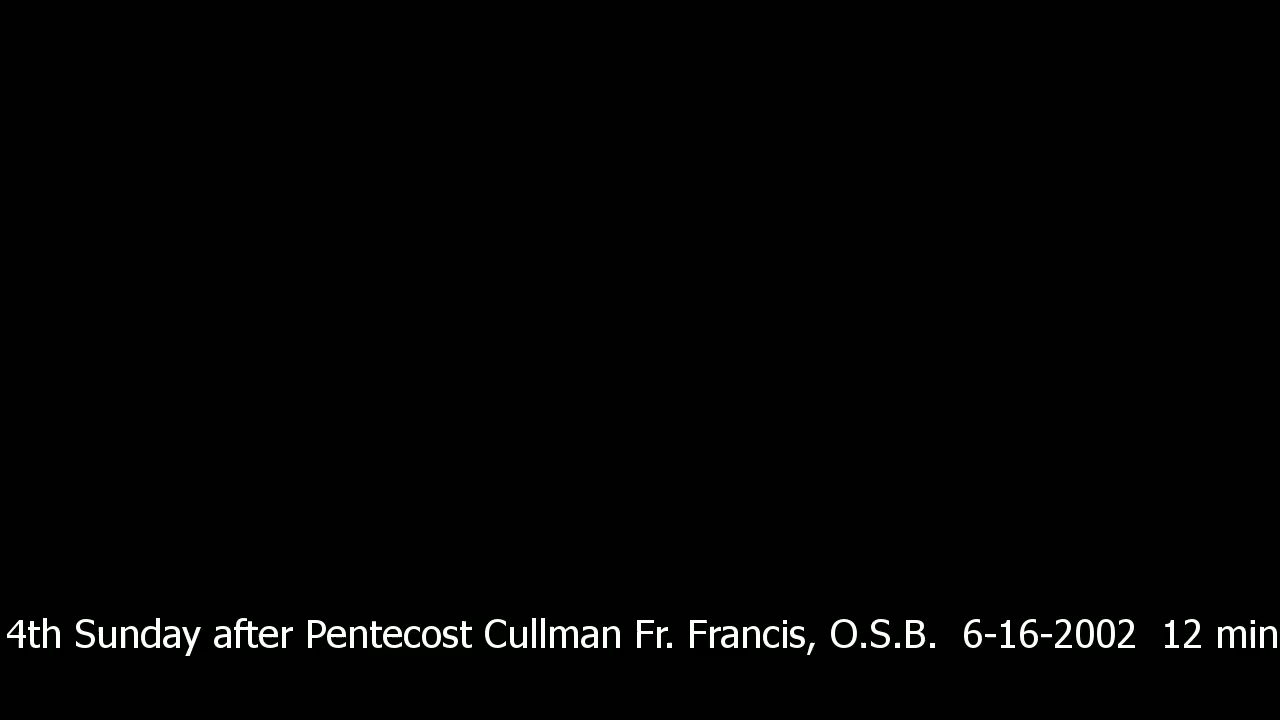 4th Sunday after Pentecost Cullman Fr. Francis, O.S.B.  6-16-2002  12 min